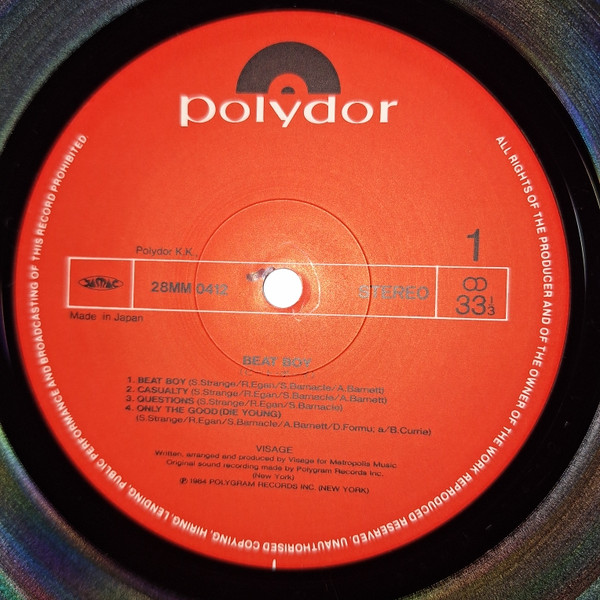 polydor
ALL RIGHTS OF THE PRODUCER AND OF THE OWNER OF THE WORK REPRODUCED RESERVED. UNAUTHORISED COPYING, HIRING, LENDING, PUBLIC PERFORMANCE AND BROADCASTING OF THIS RECORD PROHIBITED.
1
Polydor K.K.
JASRAC
28MM 0412
STEREO
33 1/3
Made in Japan
BEAT BOY
1. BEAT BOY (S.Strange/R.Egan/S.Barnacle/A.Barnett)
2. CASUALTY (S.Strange/R.Egan/S.Barnacle/A.Barnett)
3. QUESTIONS (S.Strange/R.Egan/S.Barnacle)
4. ONLY THE GOOD (DIE YOUNG)
(S.Strange/R.Egan/S.Barnacle/A.Barnett/D.Formula/B.Currie)
VISAGE
Written, arranged and produced by Visage for Metropolis Music
Original sound recording made by Polygram Records Inc.
(New York)
℗ 1984 POLYGRAM RECORDS INC. (NEW YORK)